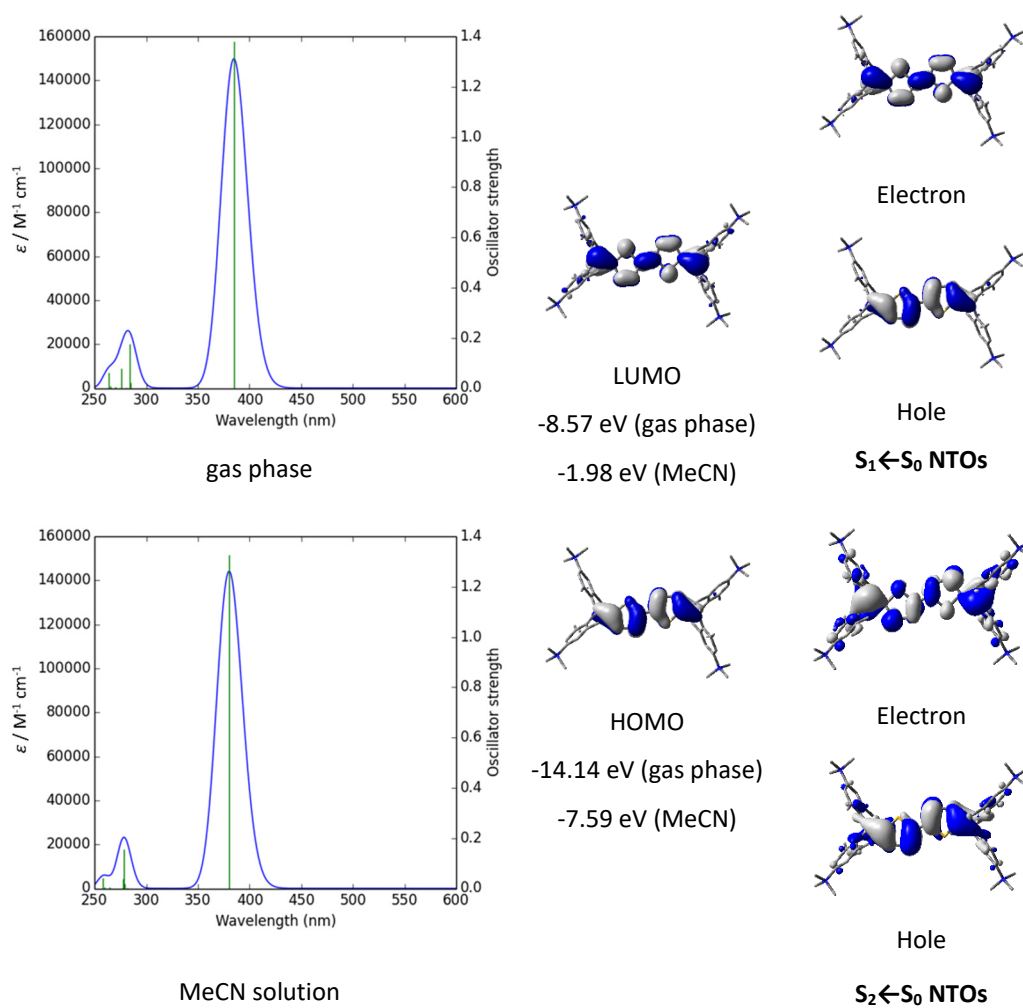 160000
140000
120000
100000
80000
60000
40000
20000
0
ε / M⁻¹ cm⁻¹
1.4
1.2
1.0
0.8
0.6
0.4
0.2
0.0
Oscillator strength
250 300 350 400 450 500 550 600
Wavelength (nm)
gas phase
LUMO
-8.57 eV (gas phase)
-1.98 eV (MeCN)
Electron
Hole
S₁←S₀ NTOs
160000
140000
120000
100000
80000
60000
40000
20000
0
ε / M⁻¹ cm⁻¹
1.4
1.2
1.0
0.8
0.6
0.4
0.2
0.0
Oscillator strength
250 300 350 400 450 500 550 600
Wavelength (nm)
MeCN solution
HOMO
-14.14 eV (gas phase)
-7.59 eV (MeCN)
Electron
Hole
S₂←S₀ NTOs